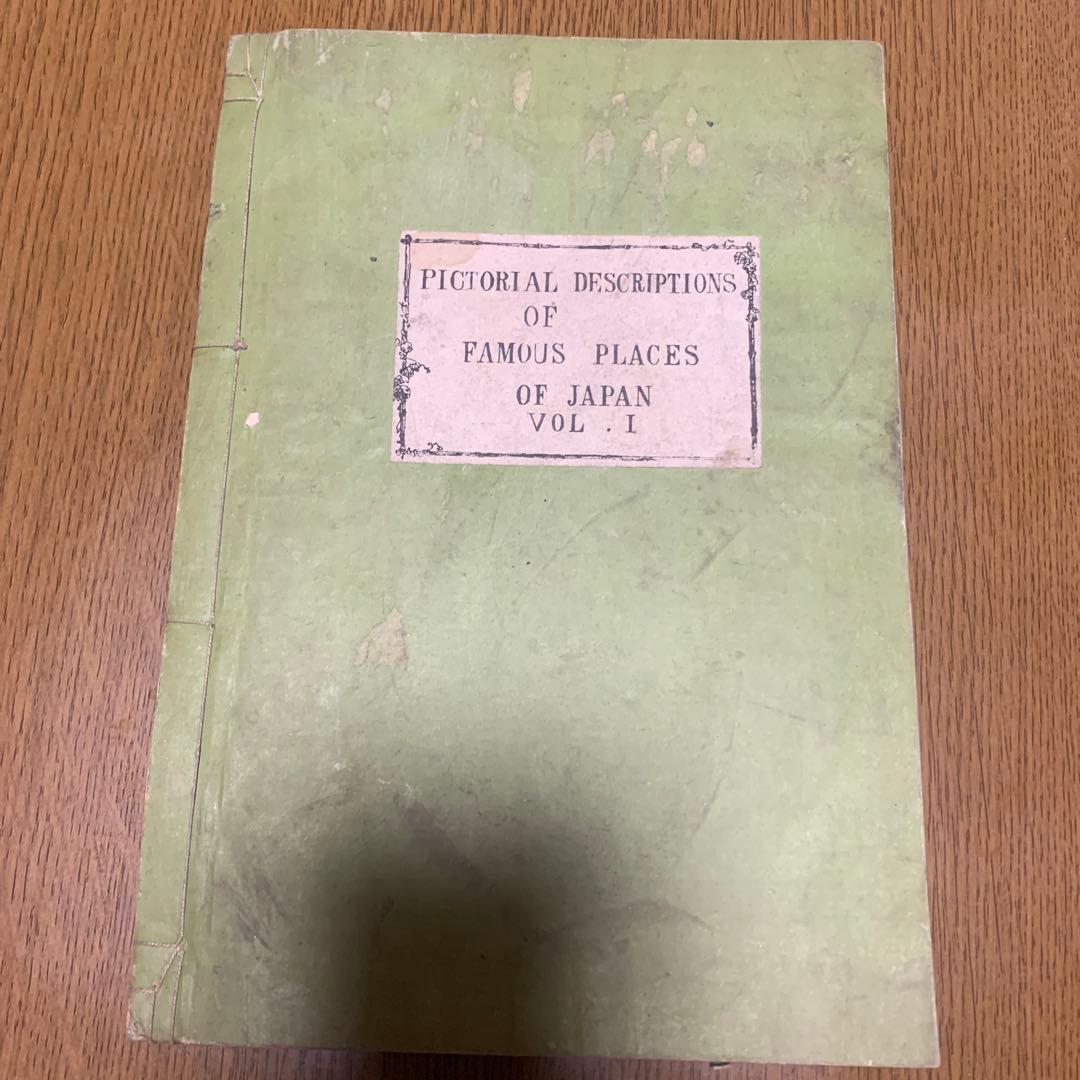 PICTORIAL DESCRIPTIONS
OF
FAMOUS PLACES
OF JAPAN
VOL . I